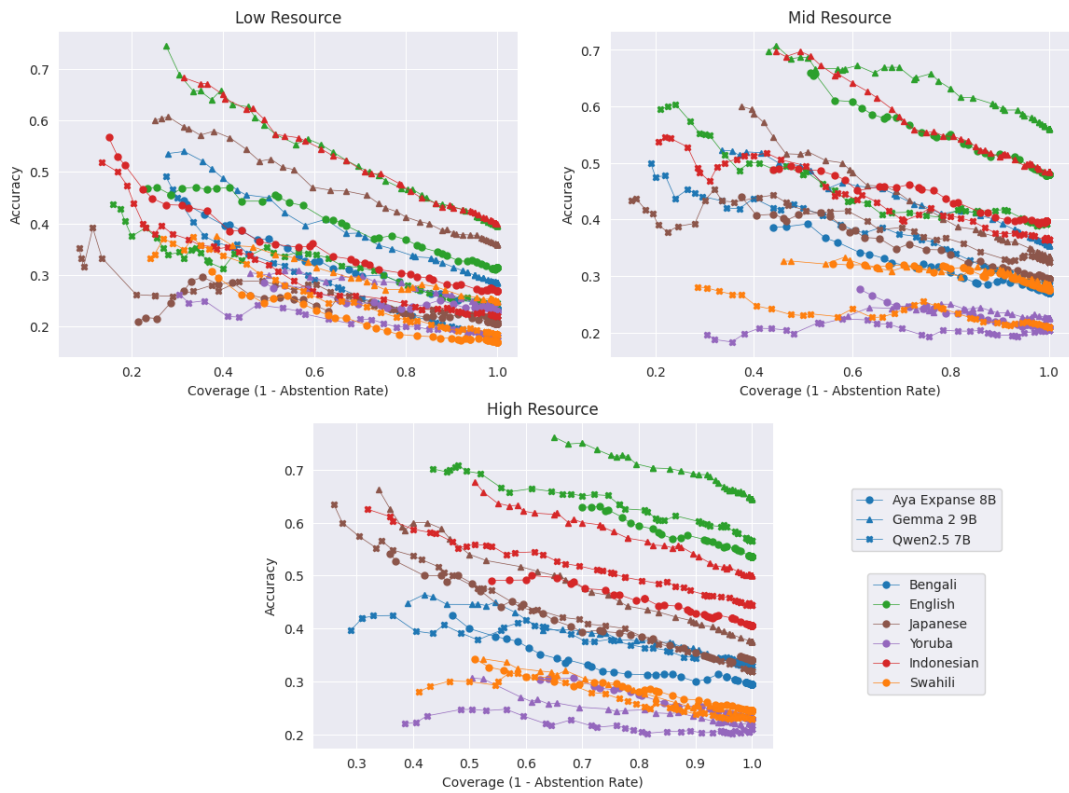 Low Resource
Accuracy
0.7
0.6
0.5
0.4
0.3
0.2
0.2
0.4
0.6
0.8
1.0
Coverage (1 - Abstention Rate)
Mid Resource
Accuracy
0.7
0.6
0.5
0.4
0.3
0.2
0.2
0.4
0.6
0.8
1.0
Coverage (1 - Abstention Rate)
High Resource
Accuracy
0.7
0.6
0.5
0.4
0.3
0.2
0.3
0.4
0.5
0.6
0.7
0.8
0.9
1.0
Coverage (1 - Abstention Rate)
Aya Expanse 8B
Gemma 2 9B
Qwen2.5 7B
Bengali
English
Japanese
Yoruba
Indonesian
Swahili